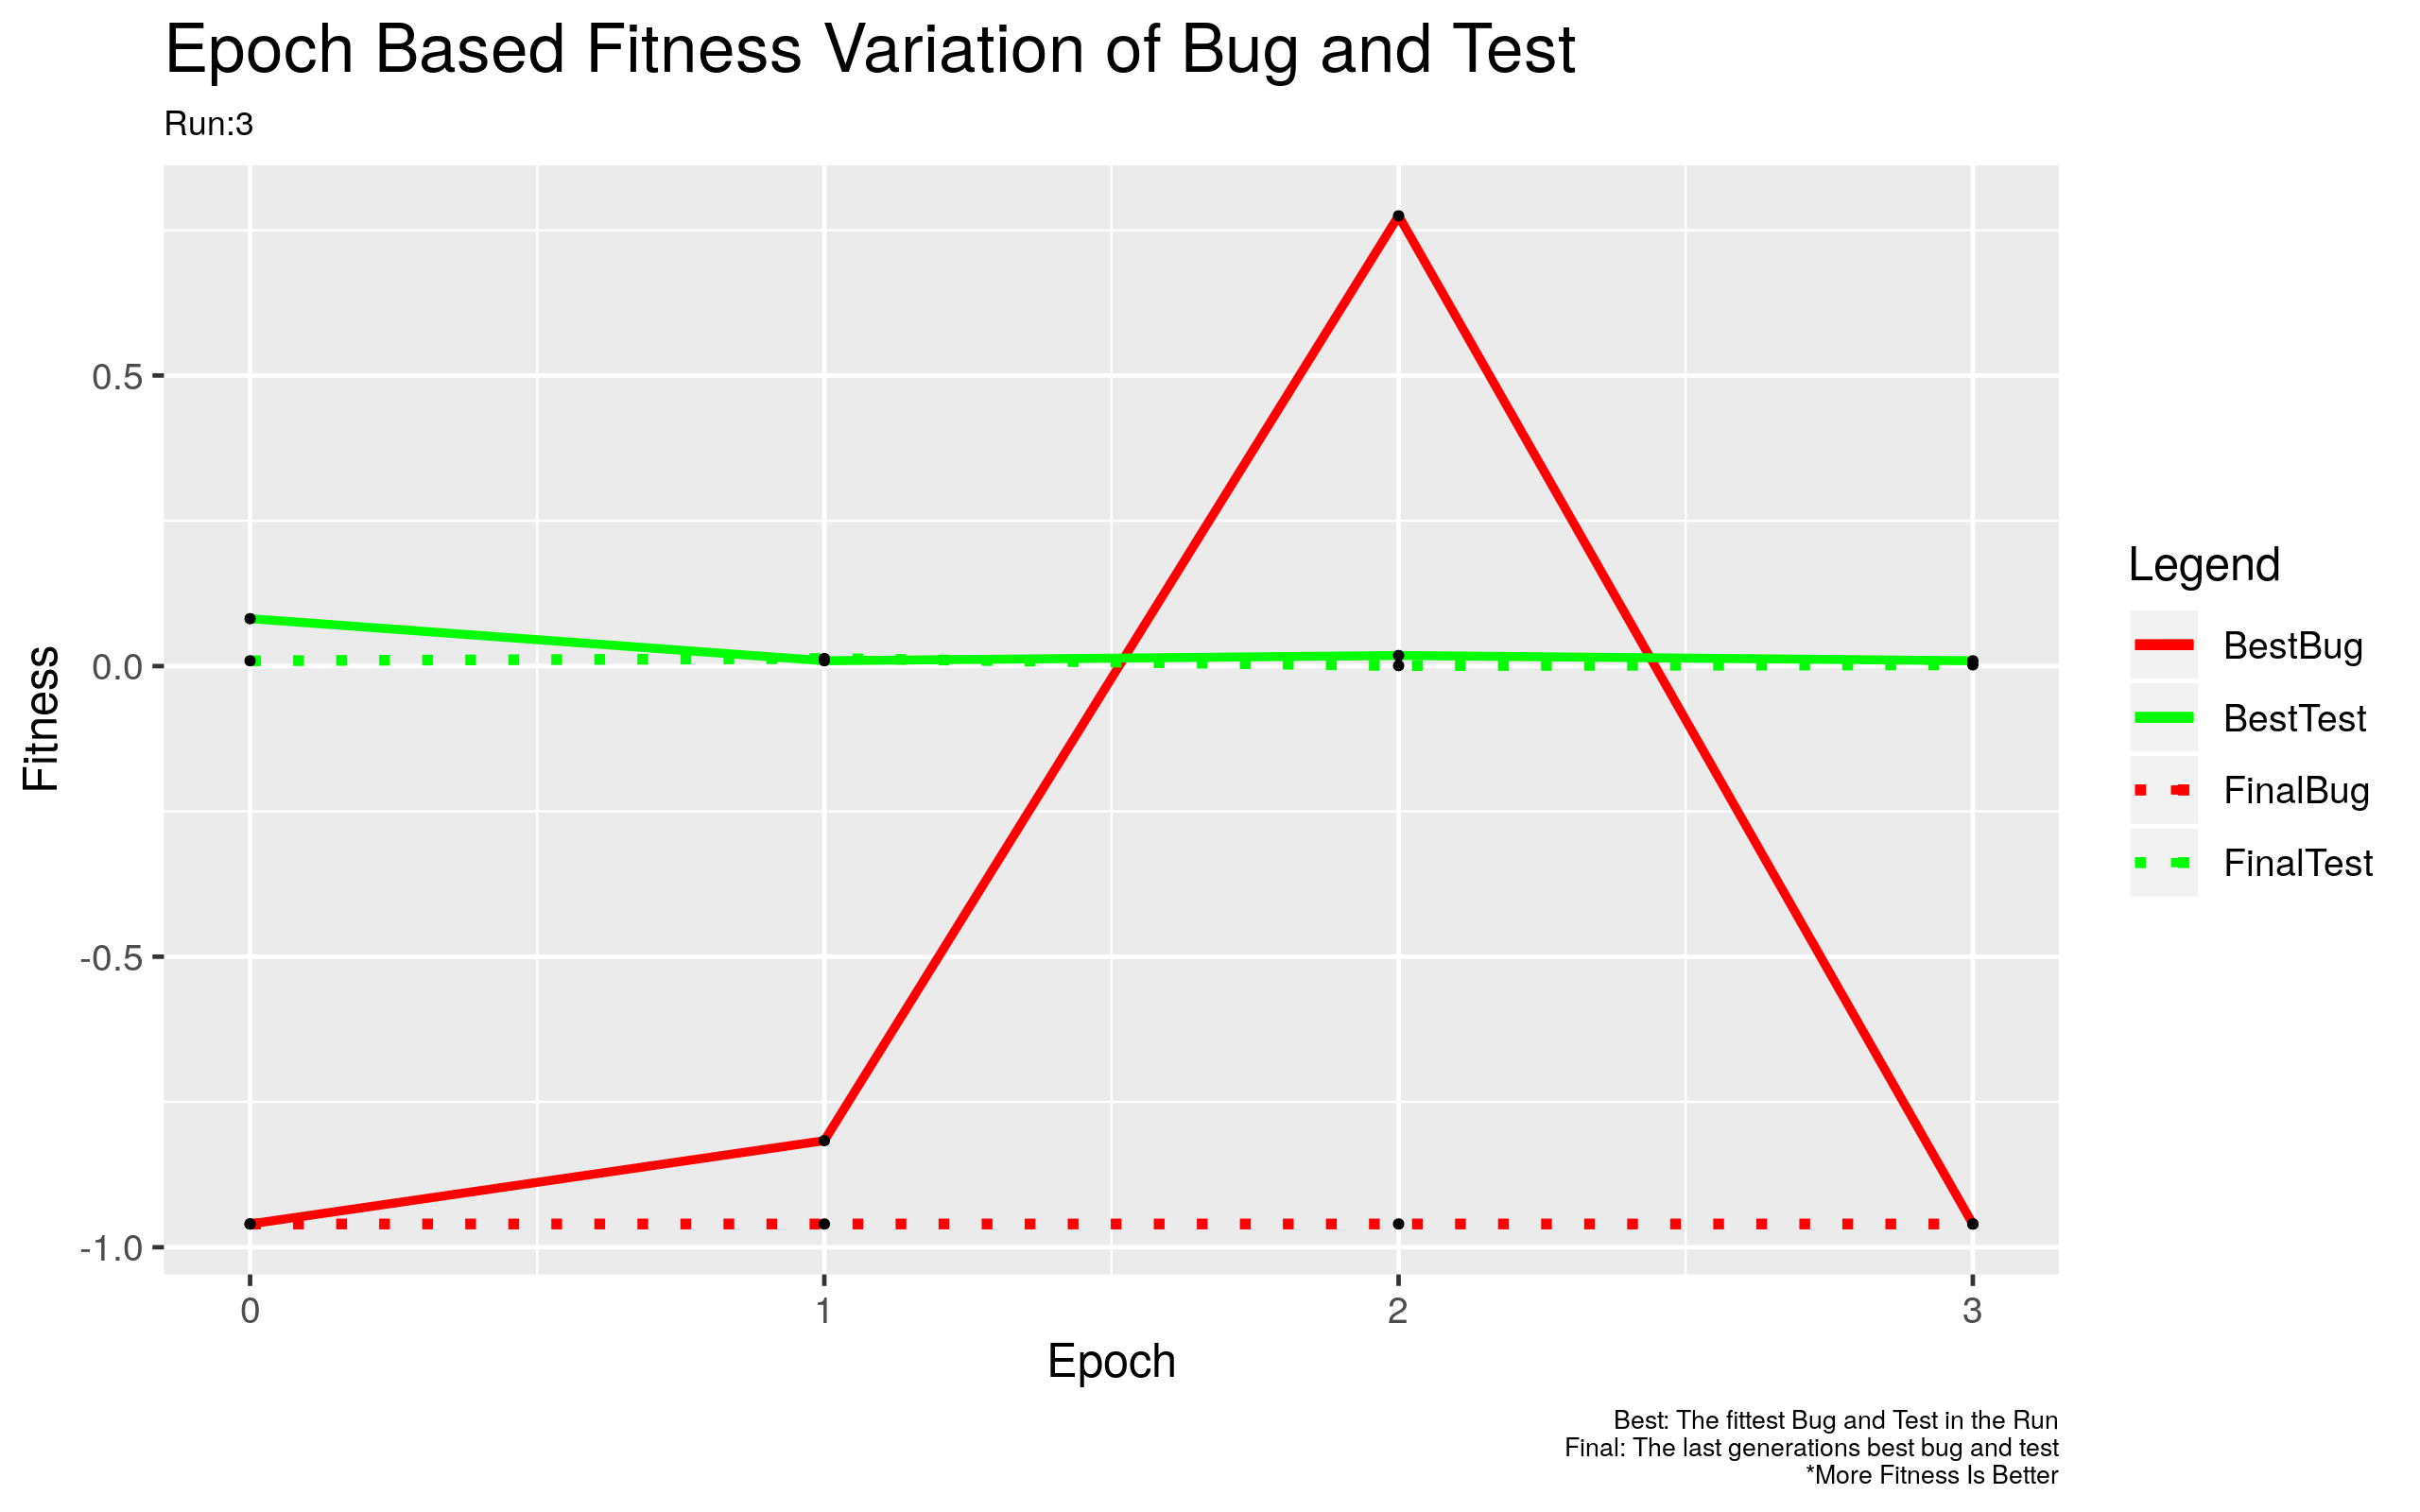 Epoch Based Fitness Variation of Bug and Test
Run:3
Fitness
0.5
0.0
-0.5
-1.0
0
1
2
3
Epoch
Legend
BestBug
BestTest
FinalBug
FinalTest
Best: The fittest Bug and Test in the Run
Final: The last generations best bug and test
*More Fitness Is Better